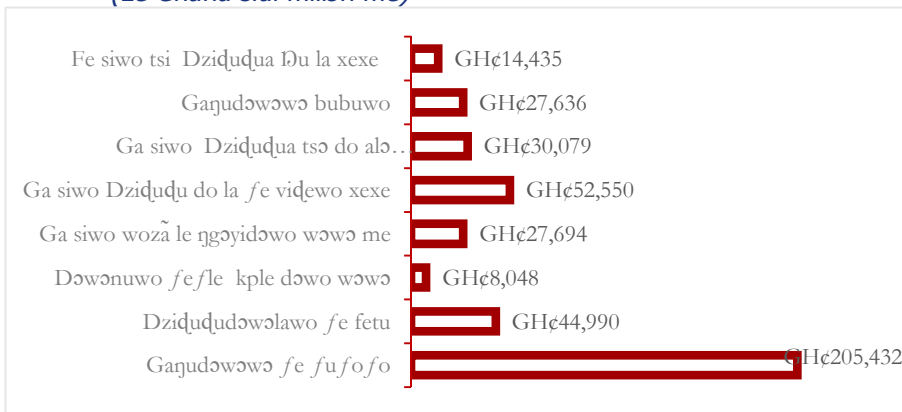 Fe siwo tsi Dziɖuɖua Ŋu la xexe GH¢14,435
Gaŋudɔwɔwɔ bubuwo GH¢27,636
Ga siwo Dziɖuɖua tsɔ do alɔ… GH¢30,079
Ga siwo Dziɖuɖu do la ƒe viɖewo xexe GH¢52,550
Ga siwo wozã le ŋgɔyidɔwo wɔwɔ me GH¢27,694
Dɔwɔnuwo ƒeƒle kple dɔwo wɔwɔ GH¢8,048
Dziɖuɖudɔwɔlawo ƒe fetu GH¢44,990
Gaŋudɔwɔwɔ ƒe ƒuƒoƒo GH¢205,432